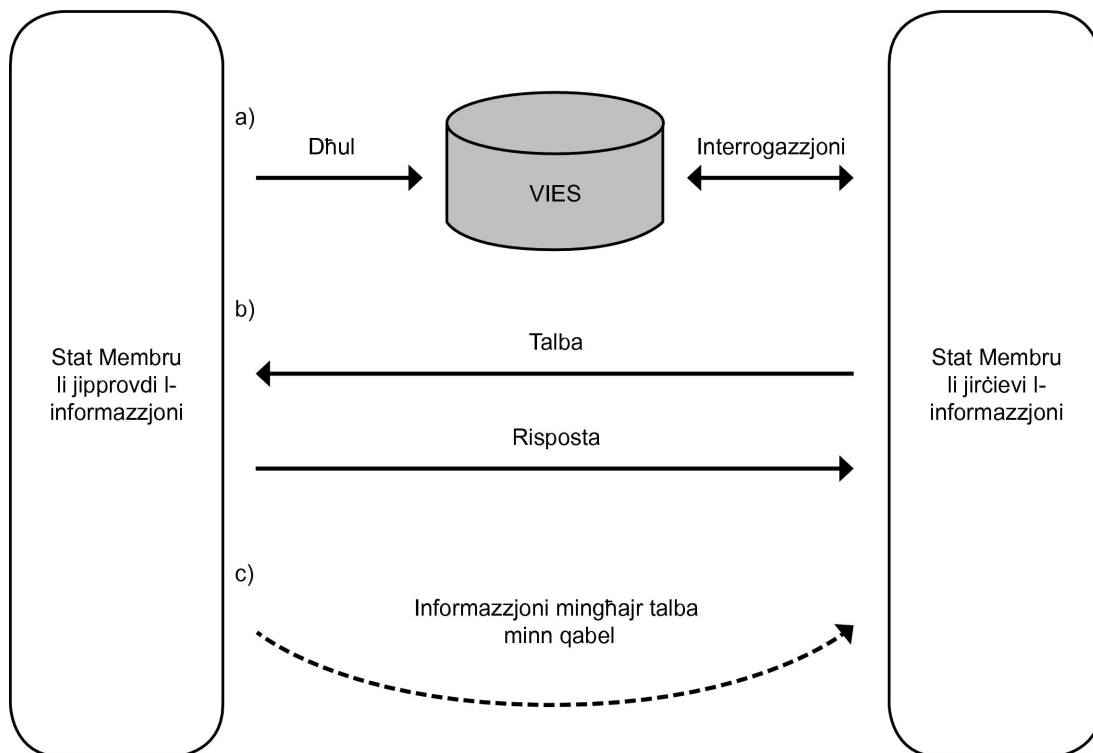 a)
Dħul
Interrogazzjoni
VIES
b)
Talba
Stat Membru
li jipprovdi l-
informazzjoni
Stat Membru
li jirċievi l-
informazzjoni
Risposta
c)
Informazzjoni mingħajr talba
minn qabel